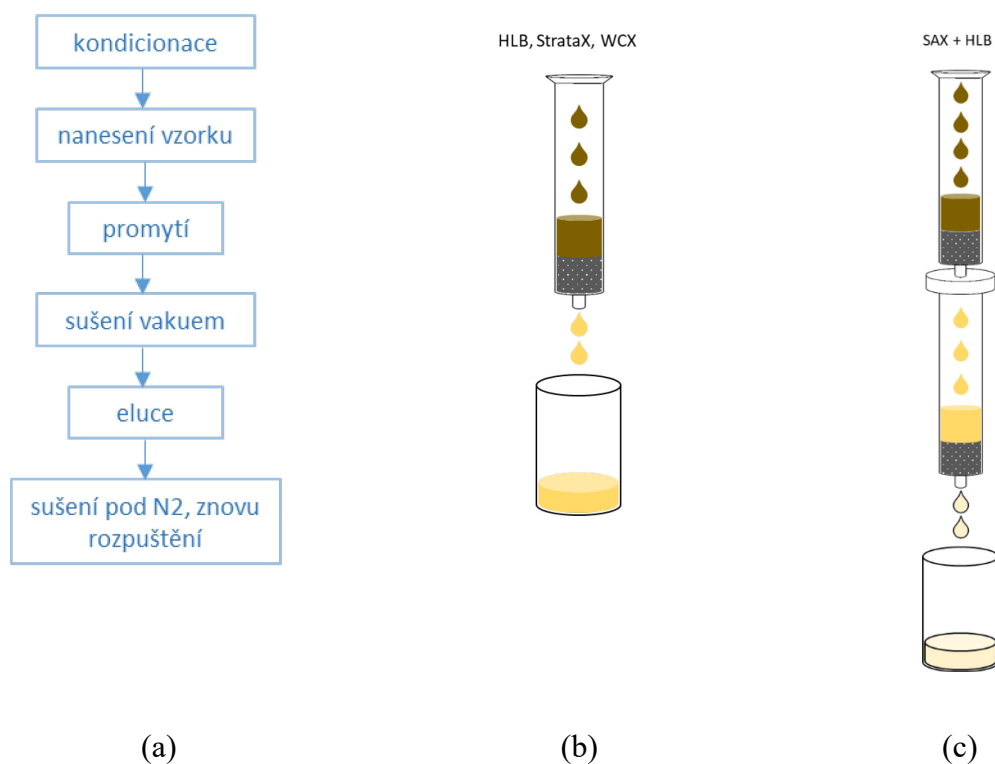 kondicionace
nanesení vzorku
promytí
sušení vakuem
eluce
sušení pod N2, znovu
rozpuštění
(a)
HLB, StrataX, WCX
(b)
SAX + HLB
(c)